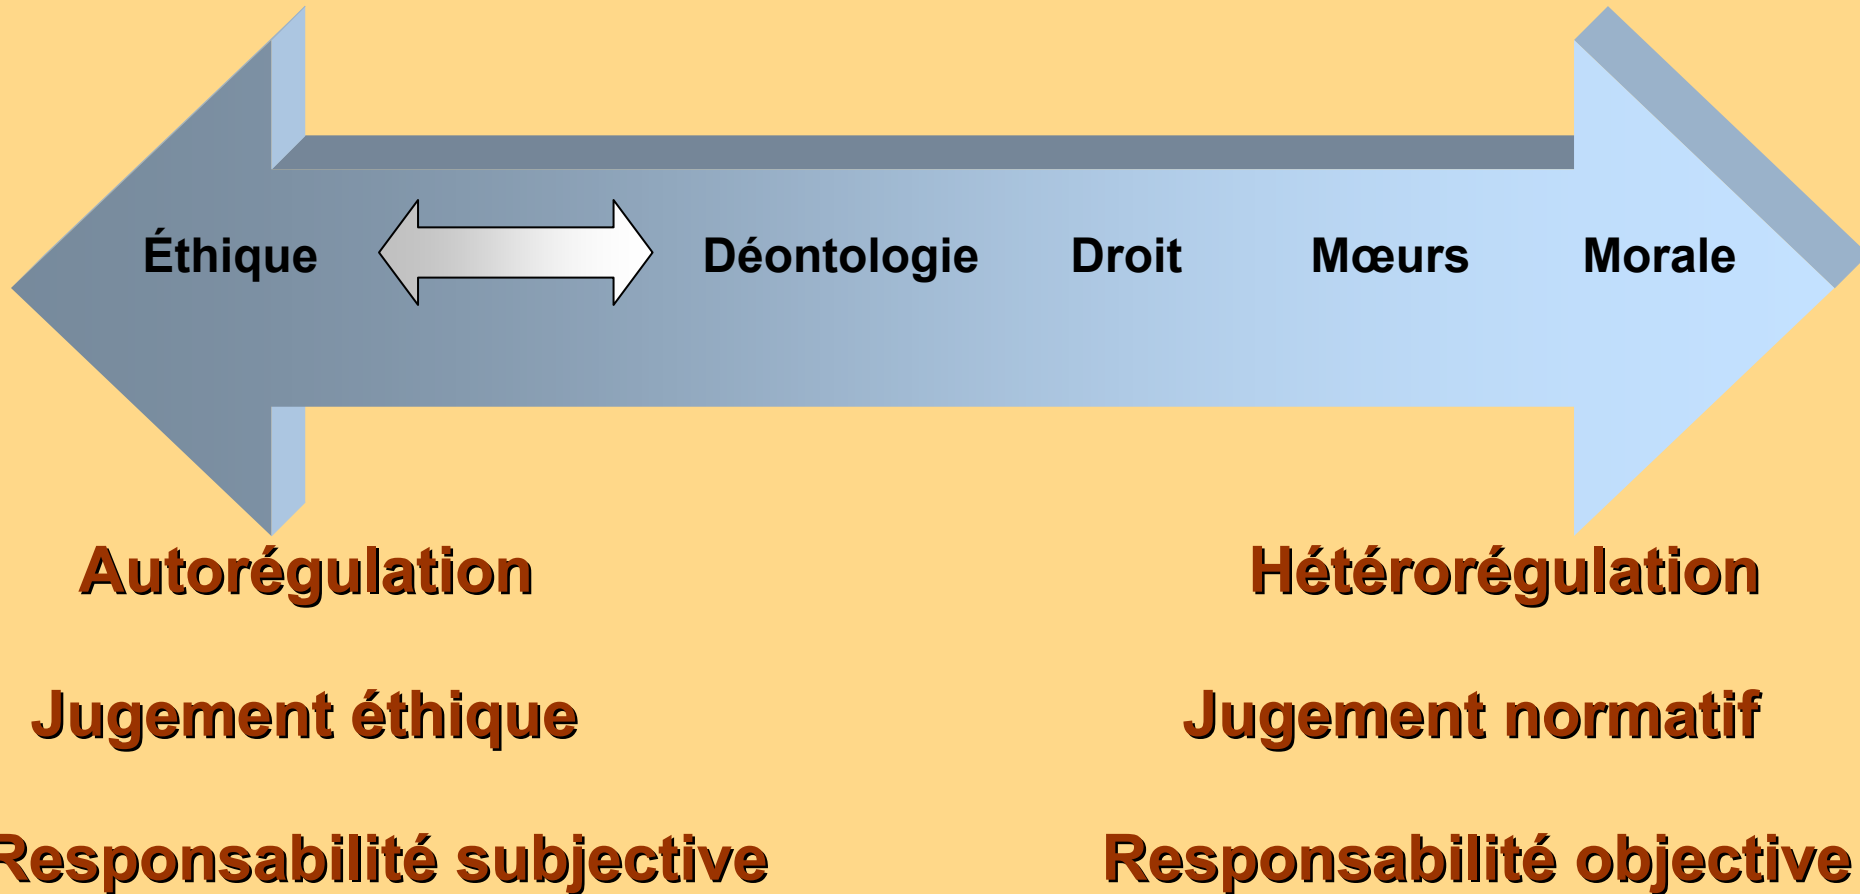 Éthique Déontologie Droit Mœurs Morale
Autorégulation Hétérorégulation
Jugement éthique Jugement normatif
Responsabilité subjective Responsabilité objective